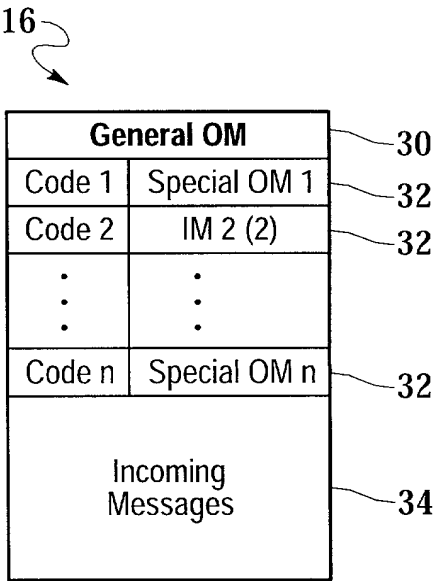 16
General OM 30
Code 1 Special OM 1 32
Code 2 IM 2 (2) 32
Code n Special OM n 32
Incoming
Messages 34